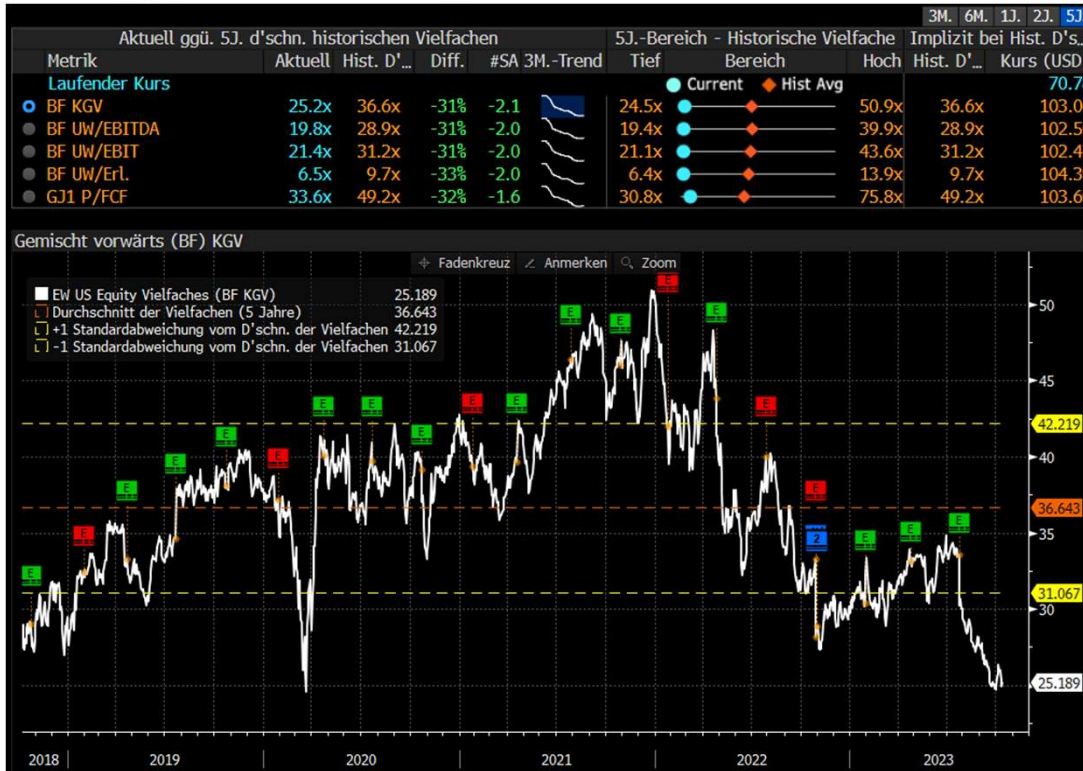 3M. 6M. 1J. 2J. 5J
Aktuell ggü. 5J. d'schn. historischen Vielfachen 5J.-Bereich - Historische Vielfache Implizit bei Hist. D's.
Metrik Aktuell Hist. D'... Diff. #SA 3M.-Trend Tief Bereich Hoch Hist. D'... Kurs (USD
Laufender Kurs Current Hist Avg 70.7
BF KGV 25.2x 36.6x -31% -2.1 24.5x 50.9x 36.6x 103.0
BF UW/EBITDA 19.8x 28.9x -31% -2.0 19.4x 39.9x 28.9x 102.5
BF UW/EBIT 21.4x 31.2x -31% -2.0 21.1x 43.6x 31.2x 102.4
BF UW/Erl. 6.5x 9.7x -33% -2.0 6.4x 13.9x 9.7x 104.3
GJ1 P/FCF 33.6x 49.2x -32% -1.6 30.8x 75.8x 49.2x 103.6
Gemischt vorwärts (BF) KGV
Fadenkreuz Anmerken Zoom
EW US Equity Vielfaches (BF KGV) 25.189
Durchschnitt der Vielfachen (5 Jahre) 36.643
+1 Standardabweichung vom D'schn. der Vielfachen 42.219
-1 Standardabweichung vom D'schn. der Vielfachen 31.067
E E E E E E E E E E E E E E E E E E E E E
2
50
45
42.219
40
36.643
35
31.067
30
25.189
2018 2019 2020 2021 2022 2023